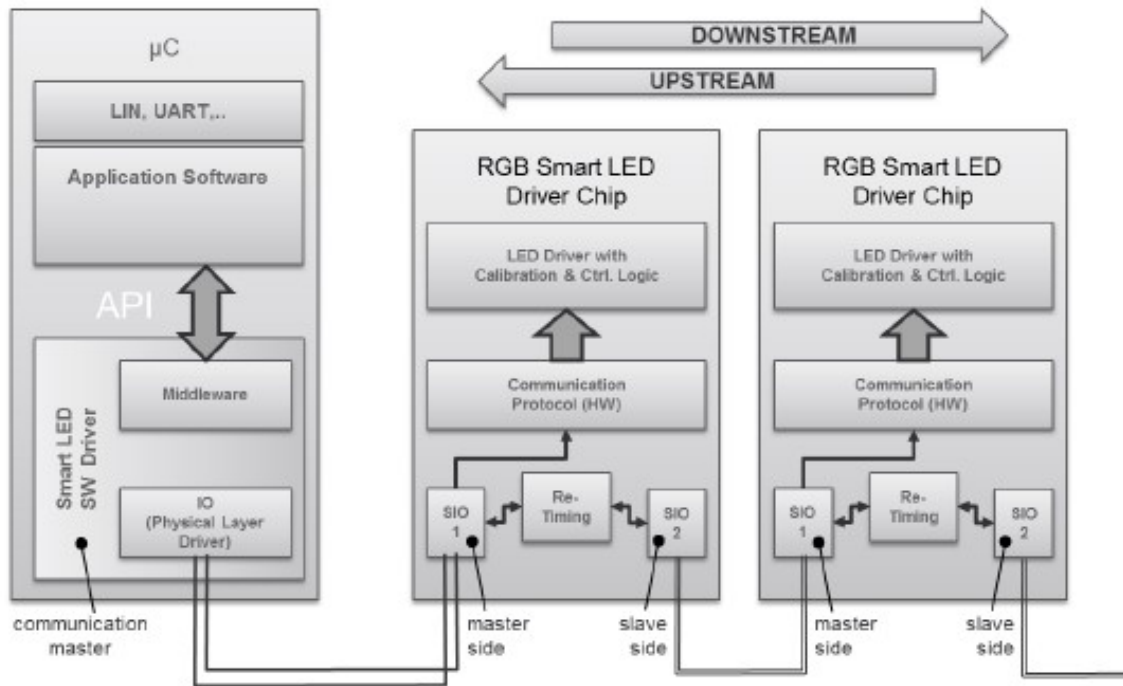 µC
LIN, UART,..
Application Software
API
Middleware
Smart LED
SW Driver
IO
(Physical Layer
Driver)
communication
master
DOWNSTREAM
UPSTREAM
RGB Smart LED
Driver Chip
LED Driver with
Calibration & Ctrl. Logic
Communication
Protocol (HW)
SIO
1
Re-
Timing
SIO
2
master
side
slave
side
RGB Smart LED
Driver Chip
LED Driver with
Calibration & Ctrl. Logic
Communication
Protocol (HW)
SIO
1
Re-
Timing
SIO
2
master
side
slave
side